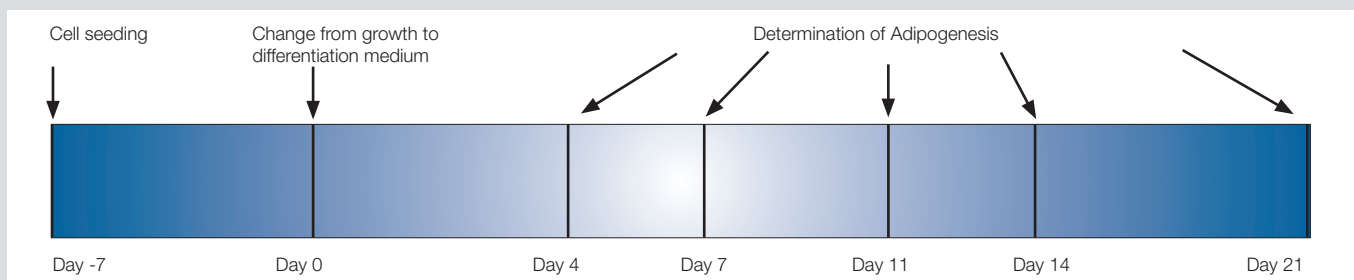 Cell seeding
Change from growth to
differentiation medium
Determination of Adipogenesis
Day -7
Day 0
Day 4
Day 7
Day 11
Day 14
Day 21